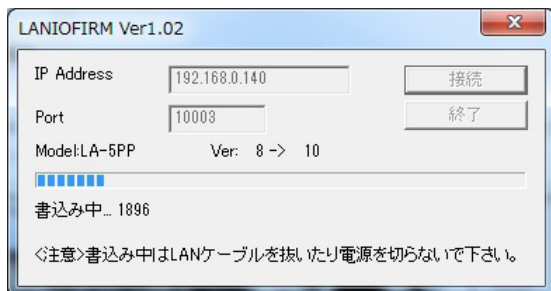 LANIOFIRM Ver1.02
IP Address 192.168.0.140 接続
Port 10003 終了
Model:LA-5PP Ver: 8 -> 10
書込み中... 1896
<注意>書込み中はLANケーブルを抜いたり電源を切らないで下さい。